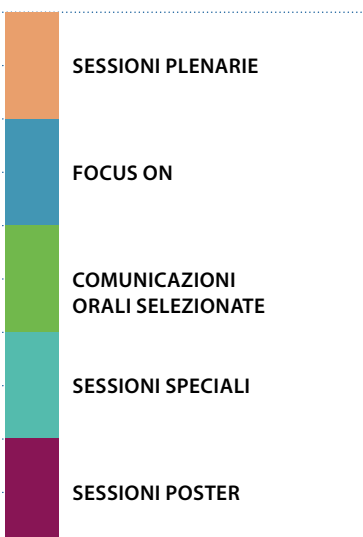 SESSIONI PLENARIE
FOCUS ON
COMUNICAZIONI
ORALI SELEZIONATE
SESSIONI SPECIALI
SESSIONI POSTER